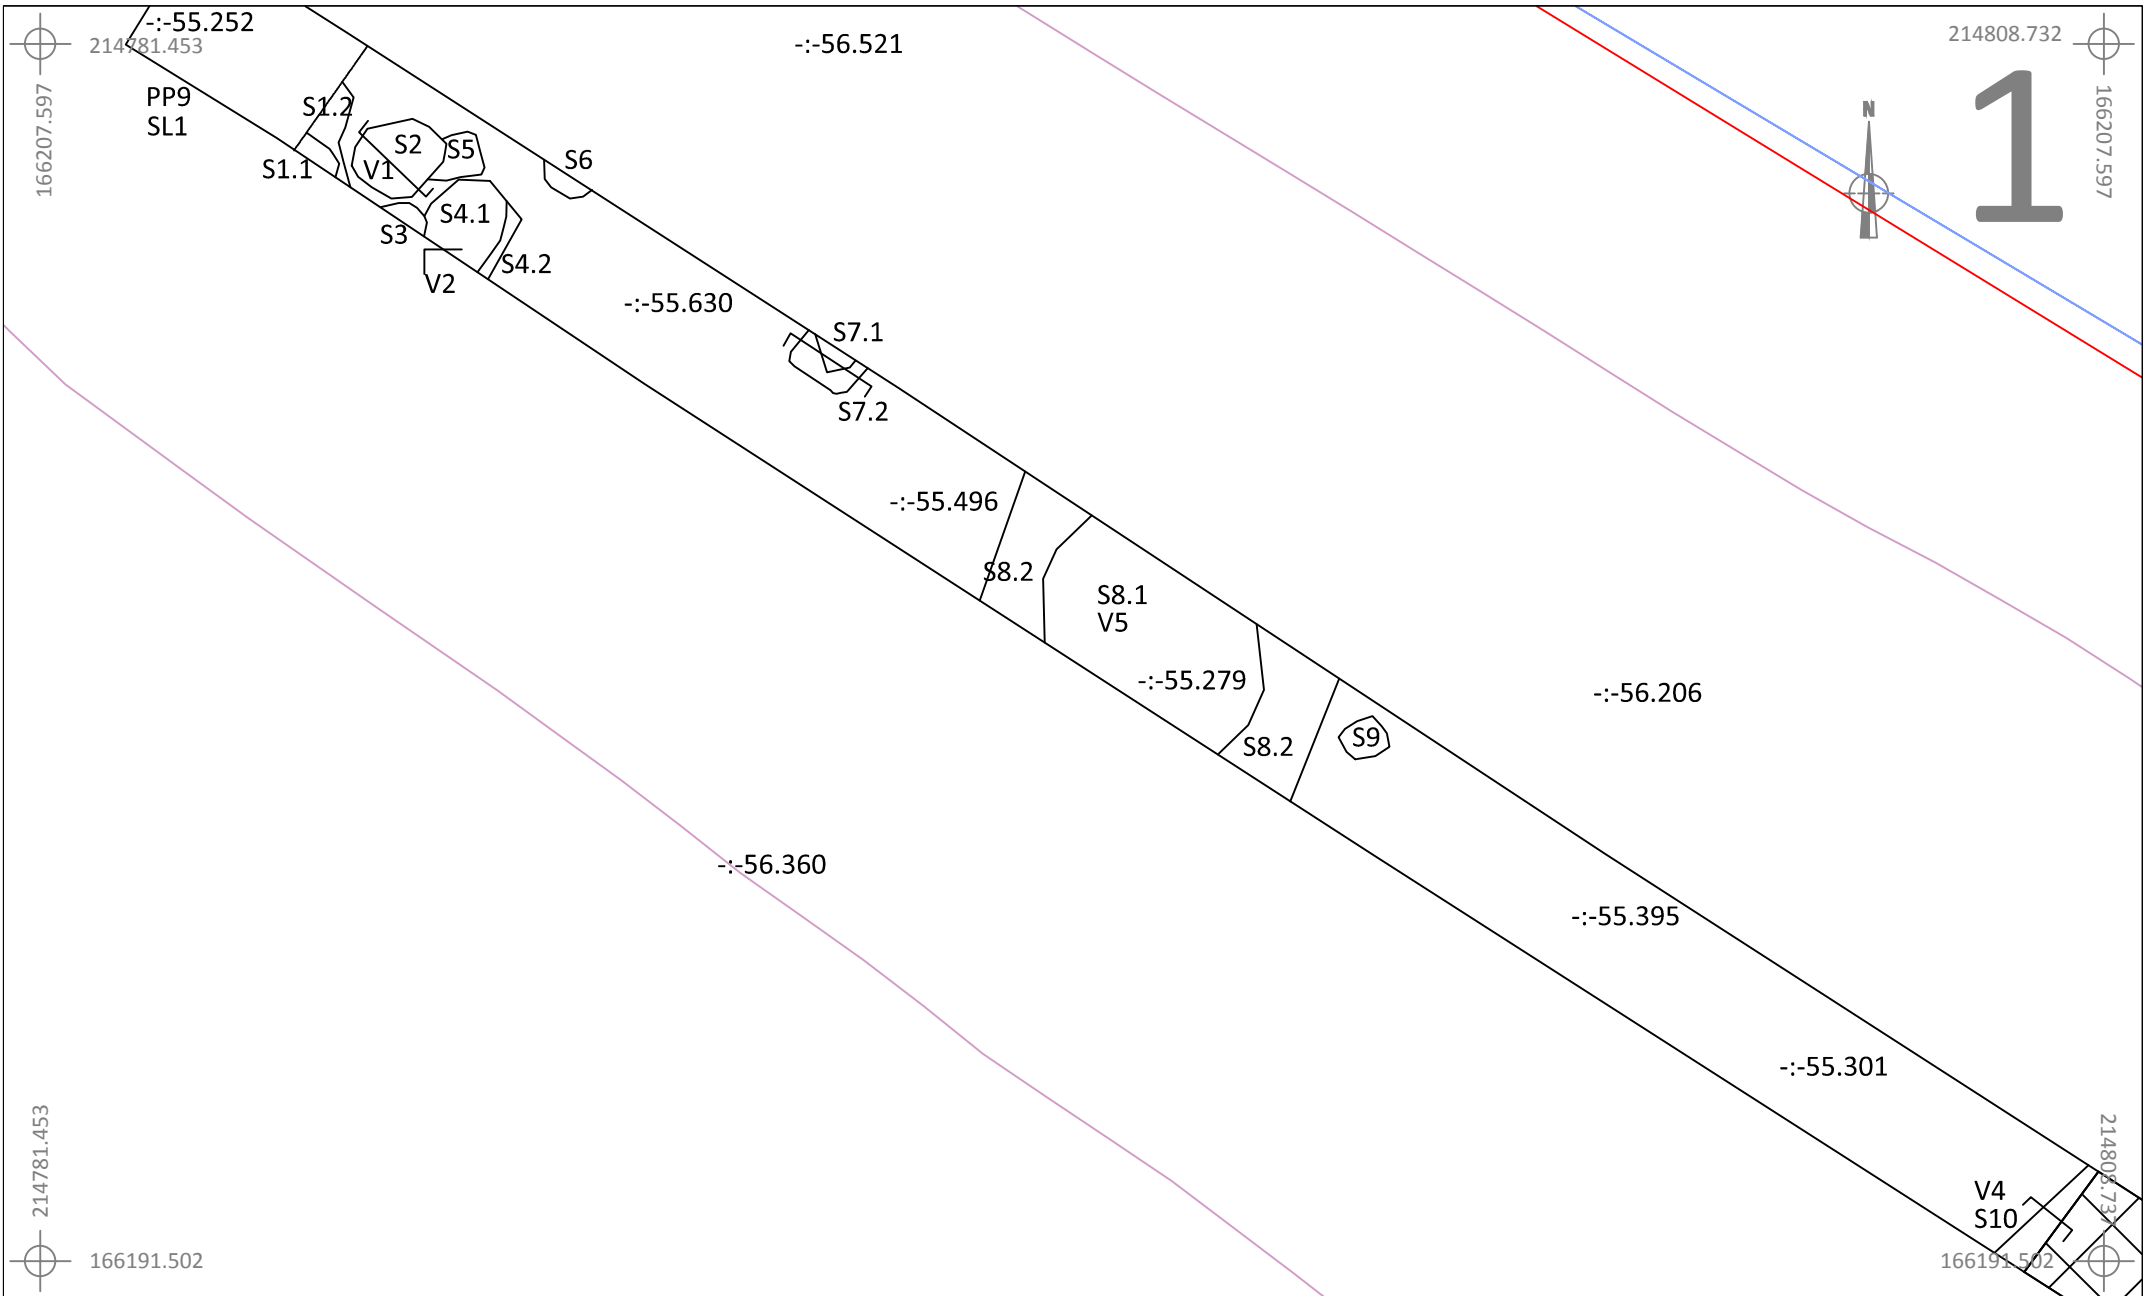 -:-55.252
214781.453
-:-56.521
214808.732
1
N
166207.597
166207.597
PP9
SL1
S1.2
S1.1
S2
V1
S5
S6
S4.1
S3
S4.2
V2
-:-55.630
S7.1
S7.2
-:-55.496
S8.2
S8.1
V5
-:-55.279
-:-56.206
S9
S8.2
-:-56.360
-:-55.395
-:-55.301
214781.453
214808.737
V4
S10
166191.502
166191.502